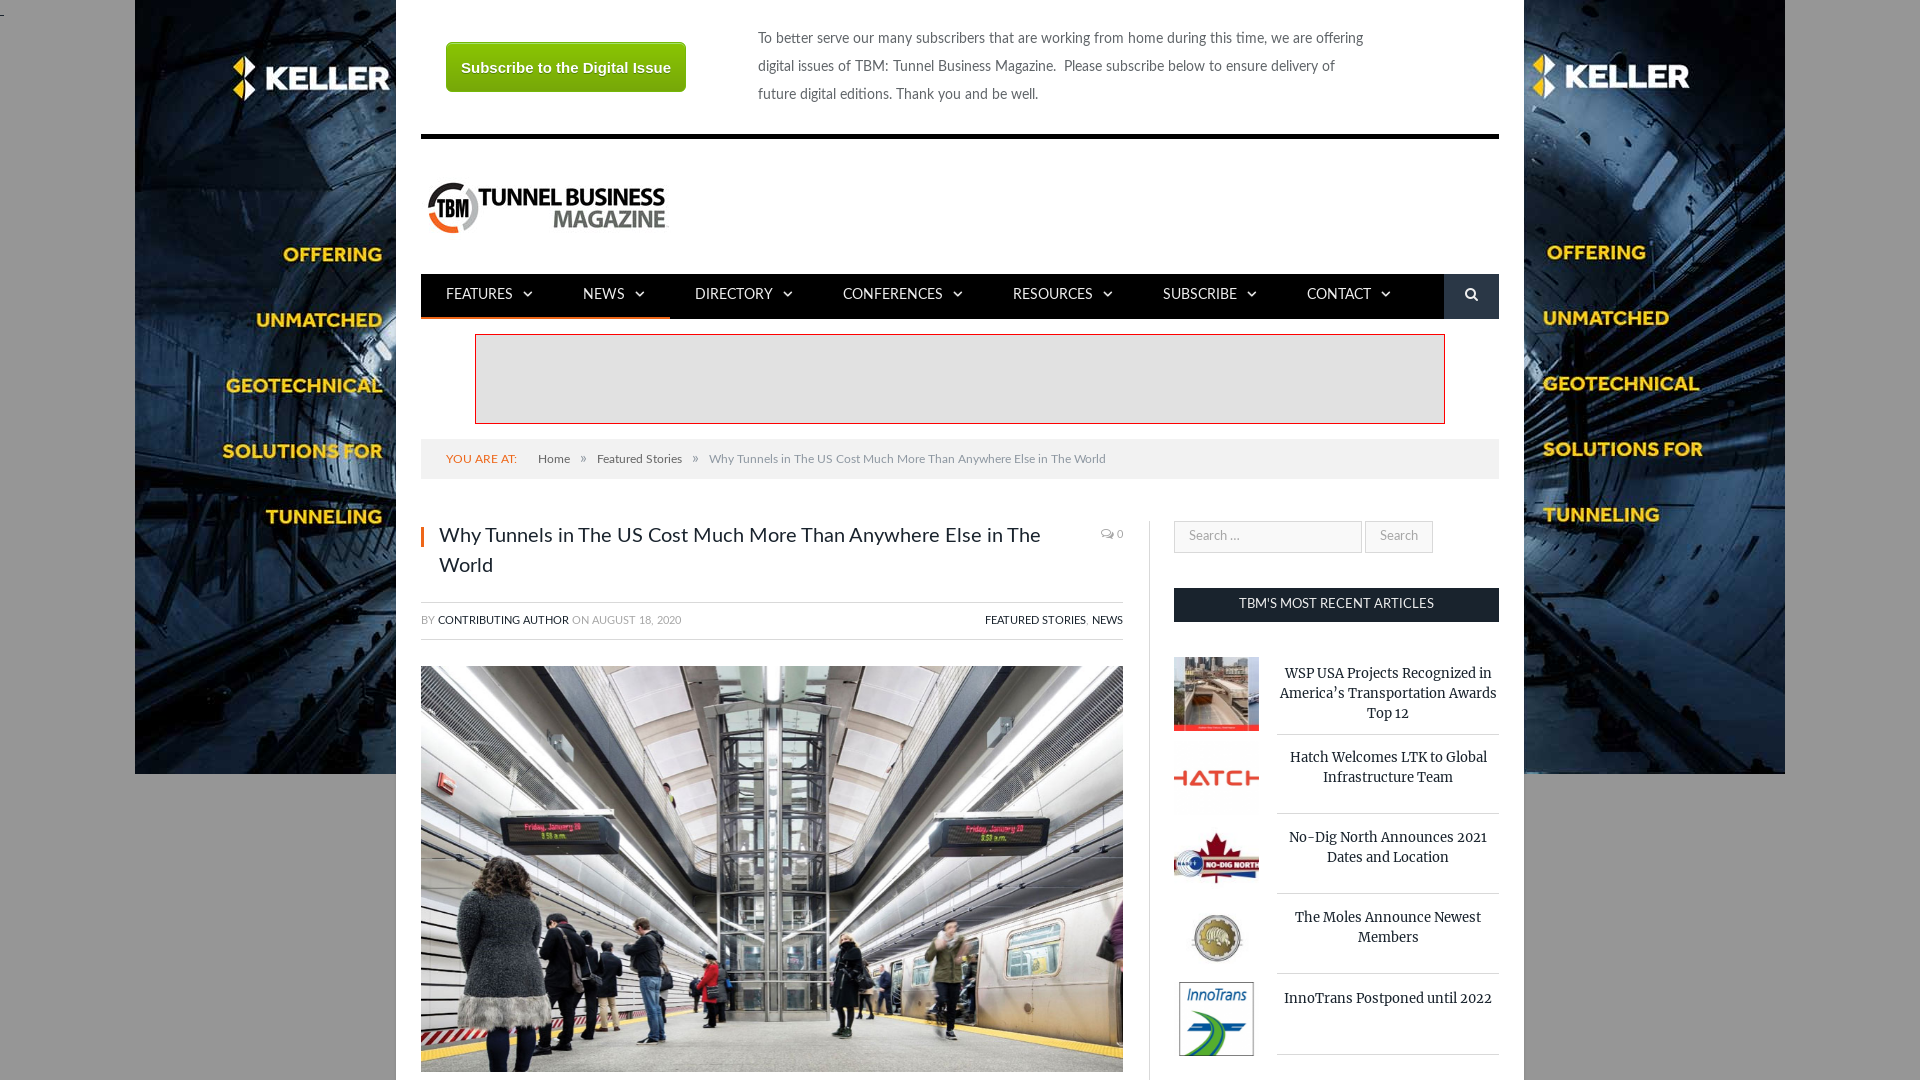 KELLER
OFFERING
UNMATCHED
GEOTECHNICAL
SOLUTIONS FOR
TUNNELING
Subscribe to the Digital Issue
To better serve our many subscribers that are working from home during this time, we are offering
digital issues of TBM: Tunnel Business Magazine. Please subscribe below to ensure delivery of
future digital editions. Thank you and be well.
TBM TUNNEL BUSINESS
MAGAZINE
FEATURES NEWS DIRECTORY CONFERENCES RESOURCES SUBSCRIBE CONTACT
YOU ARE AT: Home » Featured Stories » Why Tunnels in The US Cost Much More Than Anywhere Else in The World
Why Tunnels in The US Cost Much More Than Anywhere Else in The
World
0
BY CONTRIBUTING AUTHOR ON AUGUST 18, 2020
FEATURED STORIES, NEWS
Friday, January 20
9:59 a.m.
Search ...
Search
TBM'S MOST RECENT ARTICLES
WSP USA Projects Recognized in
America’s Transportation Awards
Top 12
HATCH
Hatch Welcomes LTK to Global
Infrastructure Team
NO-DIG NORTH
No-Dig North Announces 2021
Dates and Location
The Moles Announce Newest
Members
InnoTrans
InnoTrans Postponed until 2022
KELLER
OFFERING
UNMATCHED
GEOTECHNICAL
SOLUTIONS FOR
TUNNELING